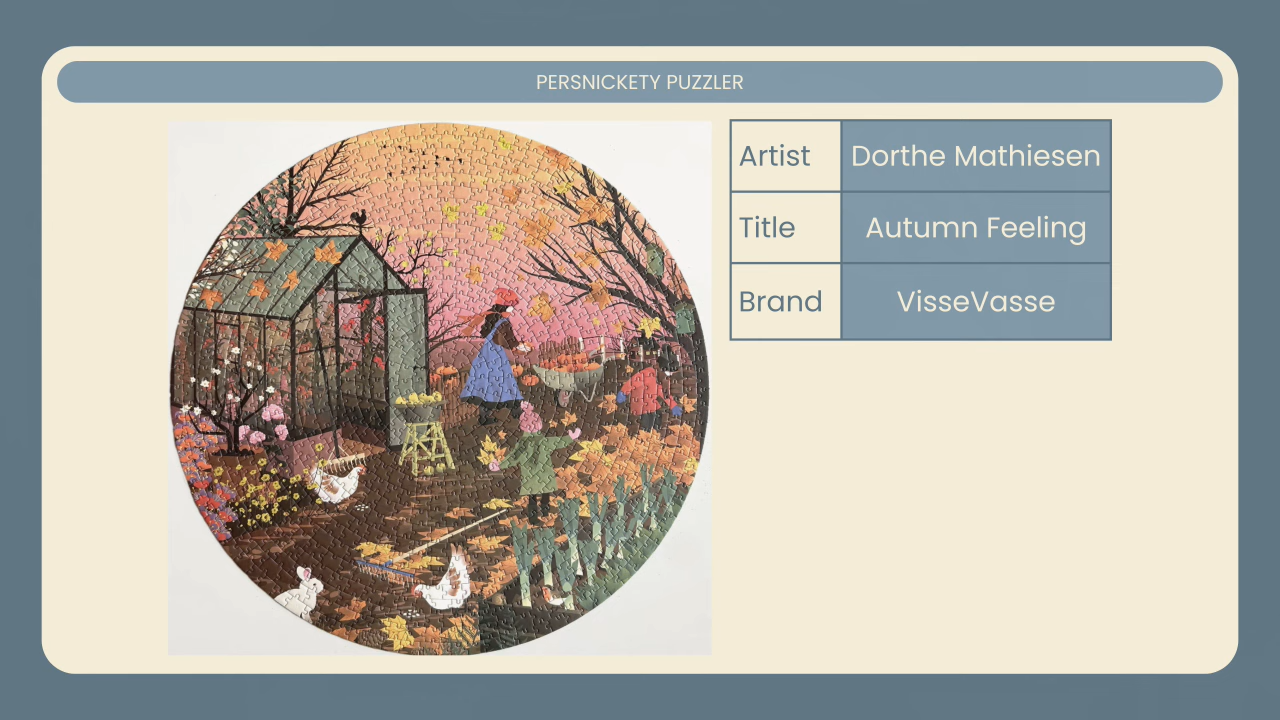 PERSNICKETY PUZZLER
Artist Dorthe Mathiesen
Title Autumn Feeling
Brand VisseVasse